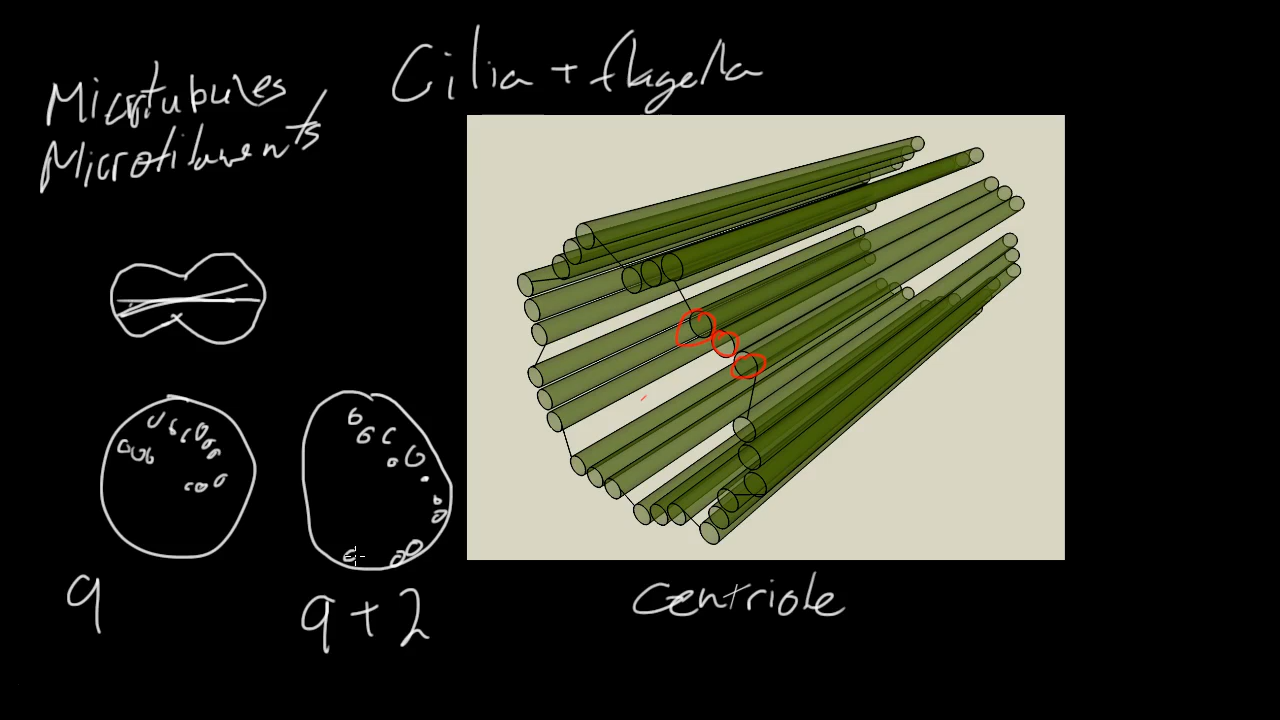 Cilia + flagella
Microtubules
Microfilaments
9
9 + 2
Centriole